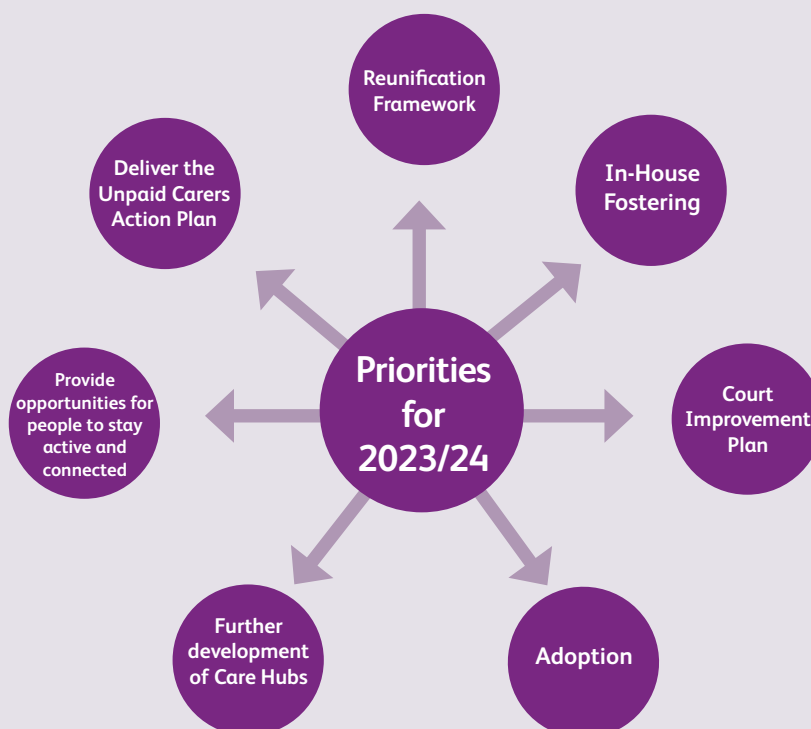 Reunification
Framework
Deliver the
Unpaid Carers
Action Plan
In-House
Fostering
Priorities
for
2023/24
Provide
opportunities for
people to stay
active and
connected
Court
Improvement
Plan
Further
development
of Care Hubs
Adoption